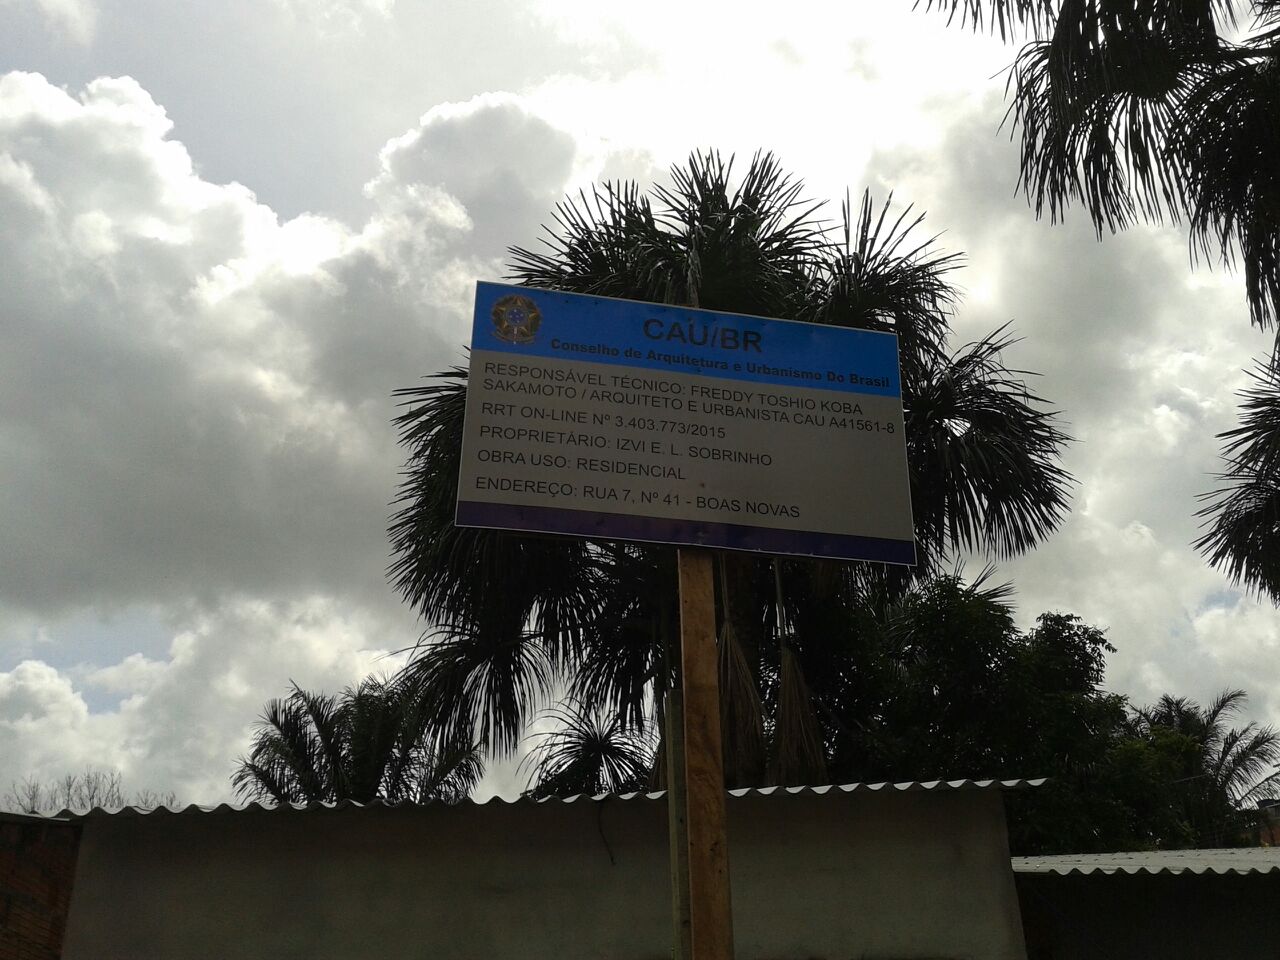 CAU/BR
Conselho de Arquitetura e Urbanismo Do Brasil
RESPONSÁVEL TÉCNICO: FREDDY TOSHIO KOBA
SAKAMOTO / ARQUITETO E URBANISTA CAU A41561-8
RRT ON-LINE Nº 3.403.773/2015
PROPRIETÁRIO: IZVI E. L. SOBRINHO
OBRA USO: RESIDENCIAL
ENDEREÇO: RUA 7, Nº 41 - BOAS NOVAS